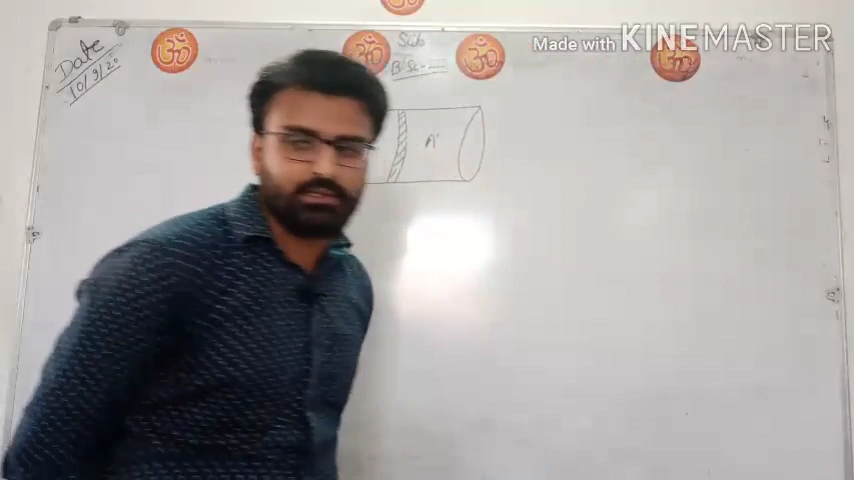 Made with KINEMASTER
Date
10/9/20
B.Sc
A'
ॐ
ॐ
ॐ
ॐ